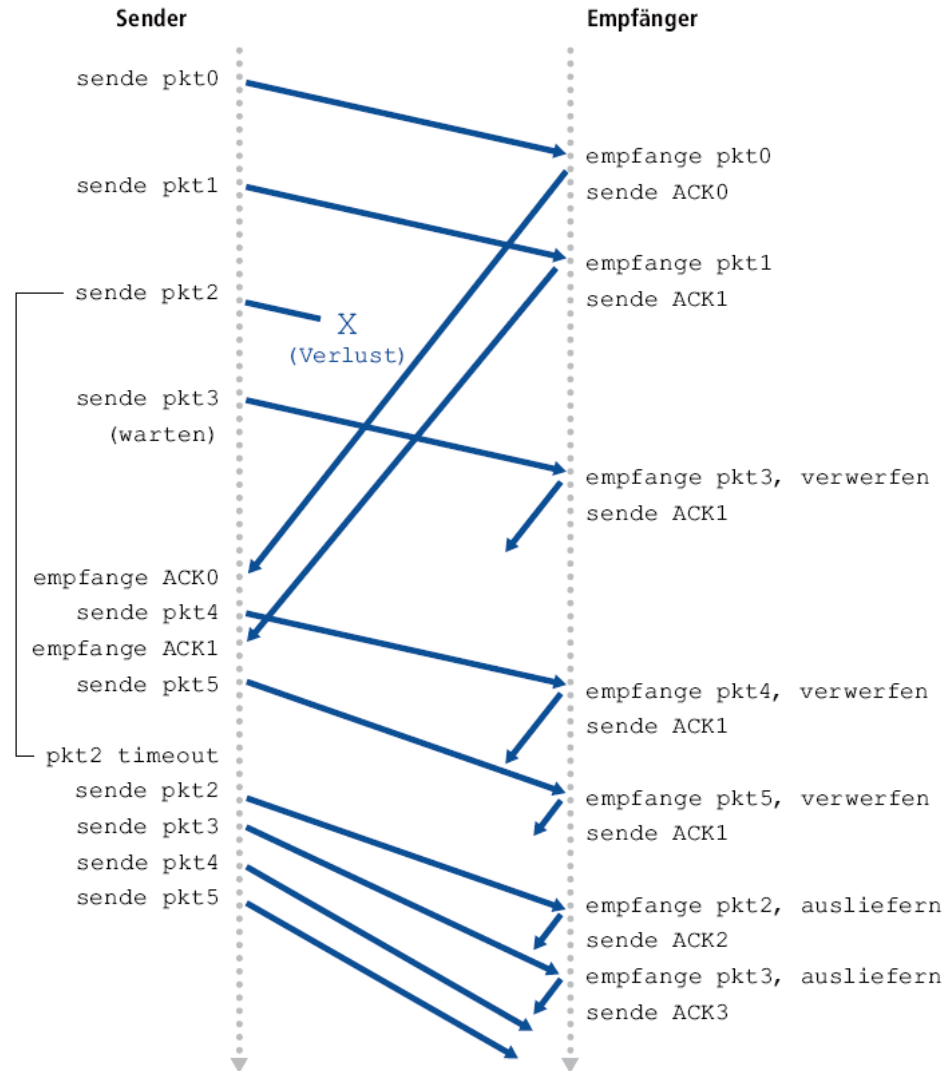 Sender
Empfänger
sende pkt0
empfange pkt0
sende ACK0
sende pkt1
empfange pkt1
sende ACK1
sende pkt2
X
(Verlust)
sende pkt3
(warten)
empfange pkt3, verwerfen
sende ACK1
empfange ACK0
sende pkt4
empfange ACK1
sende pkt5
empfange pkt4, verwerfen
sende ACK1
pkt2 timeout
sende pkt2
sende pkt3
sende pkt4
sende pkt5
empfange pkt5, verwerfen
sende ACK1
empfange pkt2, ausliefern
sende ACK2
empfange pkt3, ausliefern
sende ACK3